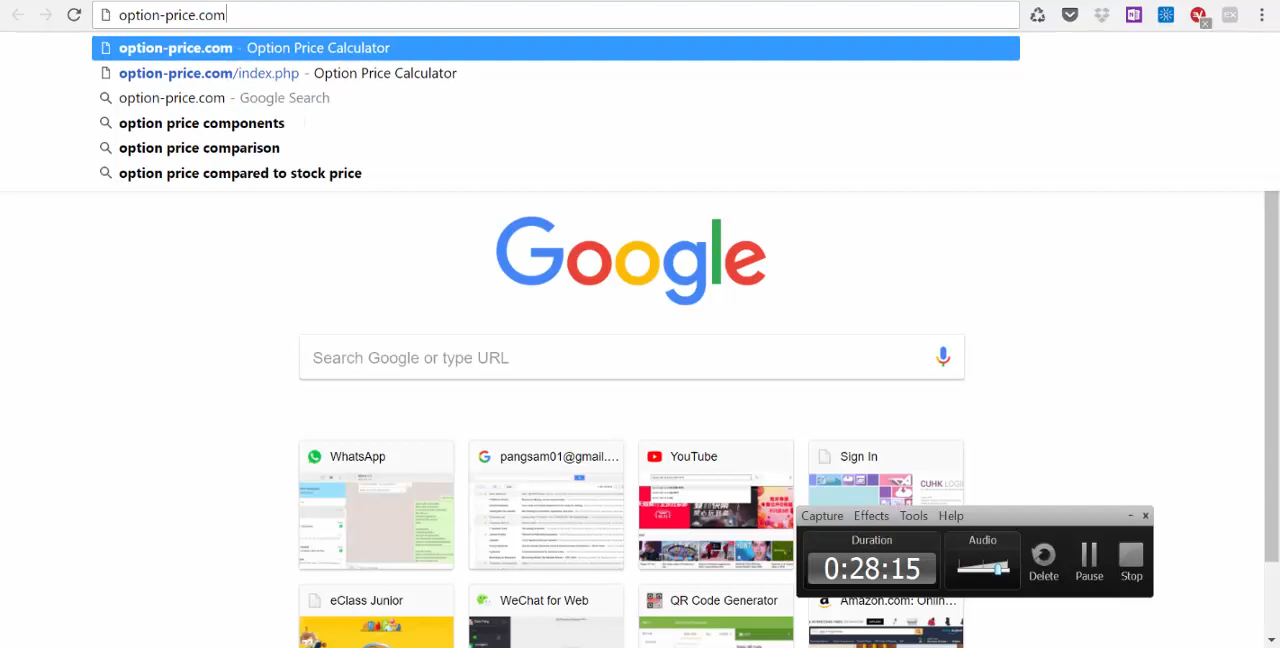 option-price.com
option-price.com - Option Price Calculator
option-price.com/index.php - Option Price Calculator
option-price.com - Google Search
option price components
option price comparison
option price compared to stock price
Google
Search Google or type URL
WhatsApp
pangsam01@gmail....
YouTube
Sign In
CUHK LOGI
Capture Effects Tools Help
Duration
Audio
0:28:15
Delete Pause Stop
eClass Junior
WeChat for Web
QR Code Generator
Amazon.com: Onlin...